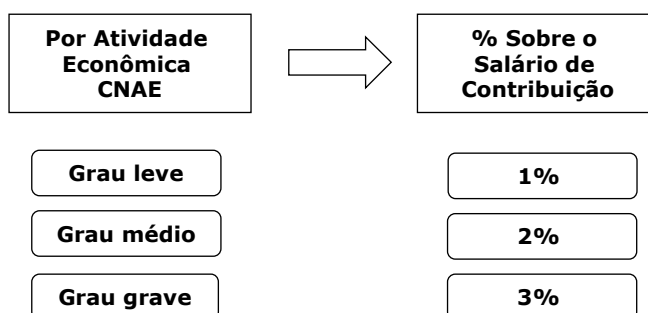 Por Atividade
Econômica
CNAE
% Sobre o
Salário de
Contribuição
Grau leve
1%
Grau médio
2%
Grau grave
3%